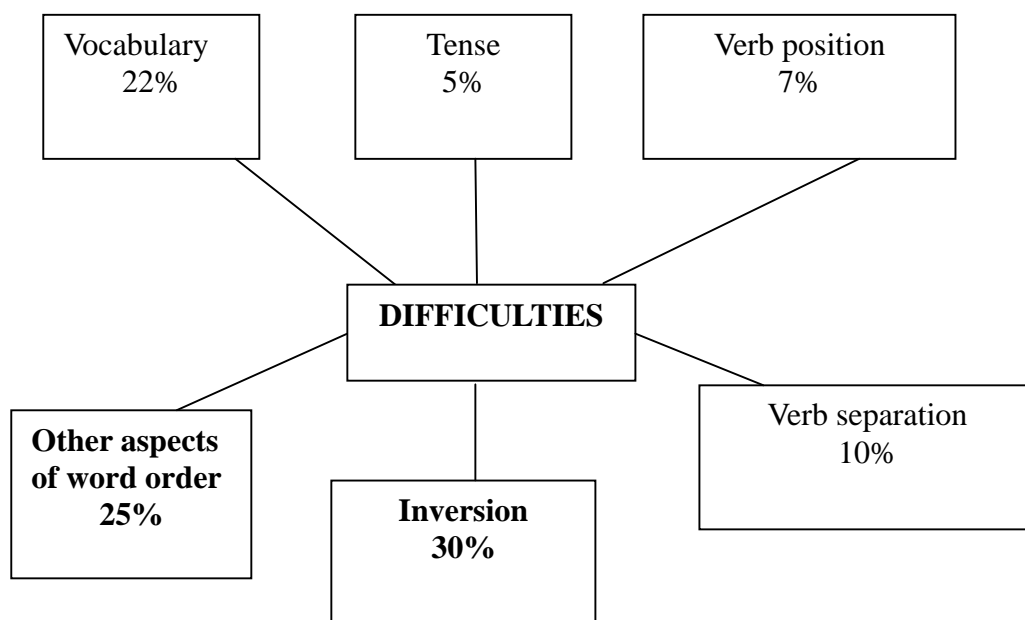 Vocabulary
22%
Tense
5%
Verb position
7%
DIFFICULTIES
Other aspects
of word order
25%
Inversion
30%
Verb separation
10%